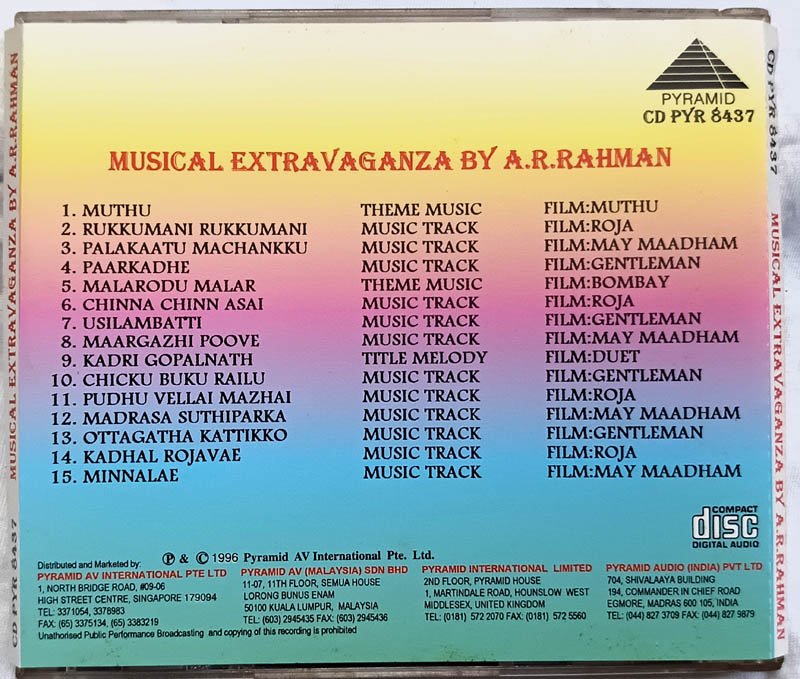 PYRAMID
CD PYR 8437
MUSICAL EXTRAVAGANZA BY A.R.RAHMAN
1. MUTHU THEME MUSIC FILM:MUTHU
2. RUKKUMANI RUKKUMANI MUSIC TRACK FILM:ROJA
3. PALAKAATU MACHANKKU MUSIC TRACK FILM:MAY MAADHAM
4. PAARKADHE MUSIC TRACK FILM:GENTLEMAN
5. MALARODU MALAR THEME MUSIC FILM:BOMBAY
6. CHINNA CHINN ASAI MUSIC TRACK FILM:ROJA
7. USILAMBATTI MUSIC TRACK FILM:GENTLEMAN
8. MAARGAZHI POOVE MUSIC TRACK FILM:MAY MAADHAM
9. KADRI GOPALNATH TITLE MELODY FILM:DUET
10. CHICKU BUKU RAILU MUSIC TRACK FILM:GENTLEMAN
11. PUDHU VELLAI MAZHAI MUSIC TRACK FILM:ROJA
12. MADRASA SUTHIPARKA MUSIC TRACK FILM:MAY MAADHAM
13. OTTAGATHA KATTIKKO MUSIC TRACK FILM:GENTLEMAN
14. KADHAL ROJAVAE MUSIC TRACK FILM:ROJA
15. MINNALAE MUSIC TRACK FILM:MAY MAADHAM
COMPACT
disc
DIGITAL AUDIO
℗ & © 1996 Pyramid AV International Pte. Ltd.
Distributed and Marketed by:
PYRAMID AV INTERNATIONAL PTE LTD
1, NORTH BRIDGE ROAD, #09-06
HIGH STREET CENTRE, SINGAPORE 179094
TEL: 3371054, 3378983
FAX: (65) 3375134, (65) 3383219
Unathorised Public Performance Broadcasting and copying of this recording is prohibited
PYRAMID AV (MALAYSIA) SDN BHD
11-07, 11TH FLOOR, SEMUA HOUSE
LORONG BUNUS ENAM
50100 KUALA LUMPUR, MALAYSIA
TEL: (603) 2945435 FAX: (603) 2945436
PYRAMID INTERNATIONAL LIMITED
2ND FLOOR, PYRAMID HOUSE
1, MARTINDALE ROAD, HOUNSLOW WEST
MIDDLESEX, UNITED KINGDOM
TEL: (0181) 572 2070 FAX: (0181) 572 5560
PYRAMID AUDIO (INDIA) PVT LTD
704, SHIVALAAYA BUILDING
194, COMMANDER IN CHIEF ROAD
EGMORE, MADRAS 600 105, INDIA
TEL: (044) 827 3709 FAX: (044) 827 9879
CD PYR 8437 MUSICAL EXTRAVAGANZA BY A.R.RAHMAN
CD PYR 8437 MUSICAL EXTRAVAGANZA BY A.R.RAHMAN